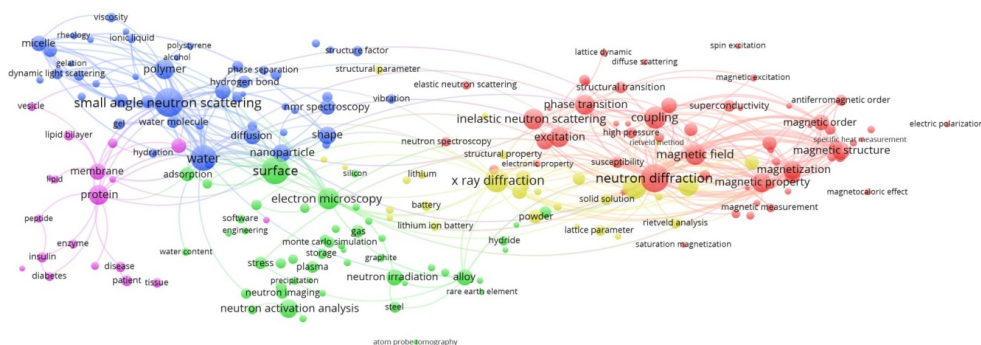 viscosity
micelle
rheology
ionic liquid
polystyrene
alcohol
structure factor
lattice dynamic
spin excitation
diffuse scattering
gelation
polymer
phase separation
structural parameter
dynamic light scattering
hydrogen bond
elastic neutron scattering
structural transition
magnetic excitation
vesicle
small angle neutron scattering
nmr spectroscopy
vibration
phase transition
superconductivity
antiferromagnetic order
gel
water molecule
inelastic neutron scattering
coupling
magnetic order
electric polarization
lipid bilayer
diffusion
shape
neutron spectroscopy
excitation
high pressure
rietveld method
specific heat measurement
hydration
water
nanoparticle
structural property
magnetic field
magnetic structure
membrane
adsorption
surface
silicon
electronic property
susceptibility
magnetization
lipid
lithium
x ray diffraction
neutron diffraction
magnetic property
magnetocaloric effect
protein
electron microscopy
battery
solid solution
magnetic measurement
peptide
software
engineering
gas
lithium ion battery
powder
lattice parameter
rietveld analysis
enzyme
water content
monte carlo simulation
storage
hydride
saturation magnetization
insulin
disease
stress
plasma
graphite
diabetes
patient
tissue
precipitation
neutron irradiation
alloy
neutron imaging
rare earth element
neutron activation analysis
steel
atom probe tomography